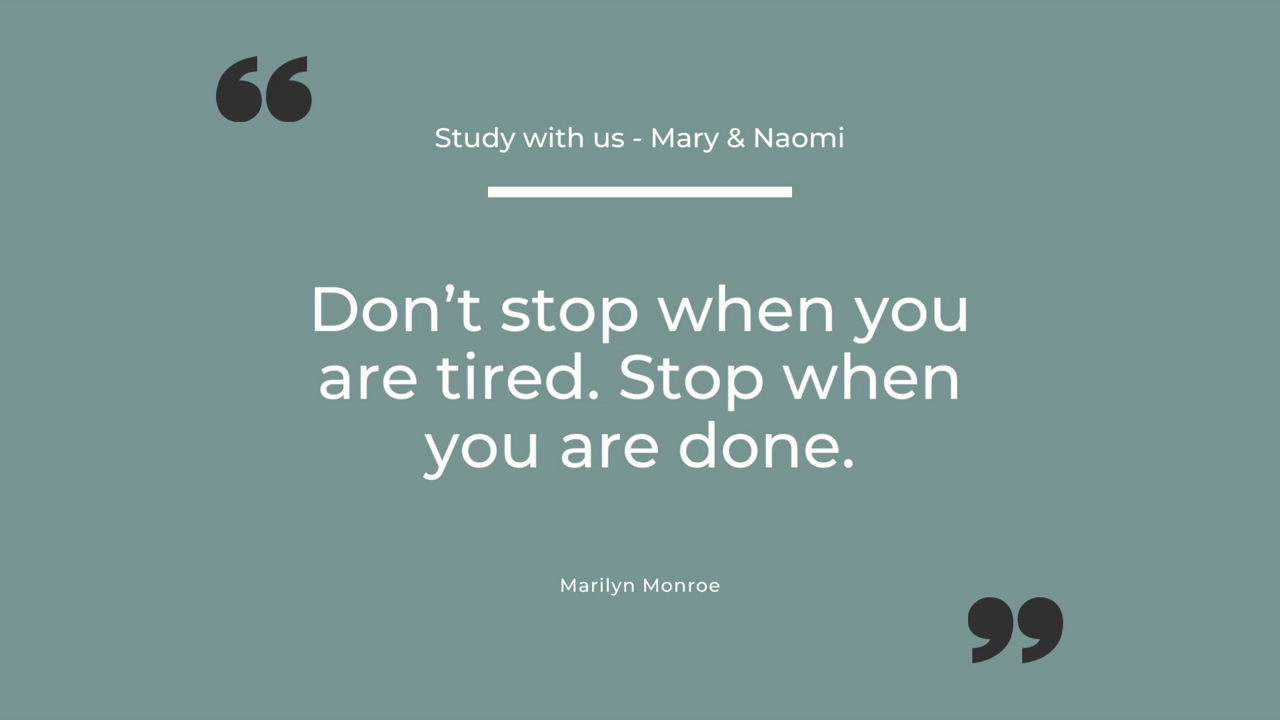 “
Study with us - Mary & Naomi
Don’t stop when you
are tired. Stop when
you are done.
Marilyn Monroe
”